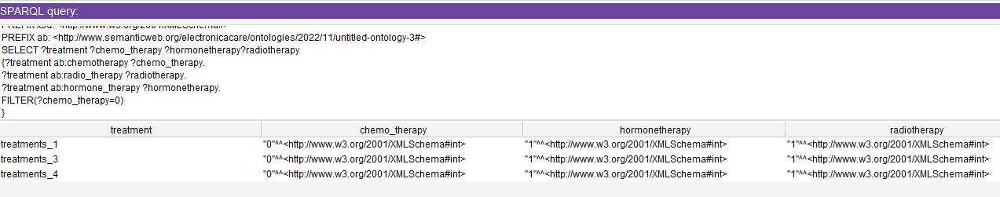 SPARQL query:
PREFIX xsd: <http://www.w3.org/2001/XMLSchema#>
PREFIX ab: <http://www.semanticweb.org/electronicacare/ontologies/2022/11/untitled-ontology-3#>
SELECT ?treatment ?chemo_therapy ?hormonetherapy?radiotherapy
{?treatment ab:chemotherapy ?chemo_therapy.
?treatment ab:radio_therapy ?radiotherapy.
?treatment ab:hormone_therapy ?hormonetherapy.
FILTER(?chemo_therapy=0)
}
treatment chemo_therapy hormonetherapy radiotherapy
treatments_1 "0"^^<http://www.w3.org/2001/XMLSchema#int> "1"^^<http://www.w3.org/2001/XMLSchema#int> "1"^^<http://www.w3.org/2001/XMLSchema#int>
treatments_3 "0"^^<http://www.w3.org/2001/XMLSchema#int> "1"^^<http://www.w3.org/2001/XMLSchema#int> "1"^^<http://www.w3.org/2001/XMLSchema#int>
treatments_4 "0"^^<http://www.w3.org/2001/XMLSchema#int> "1"^^<http://www.w3.org/2001/XMLSchema#int> "1"^^<http://www.w3.org/2001/XMLSchema#int>